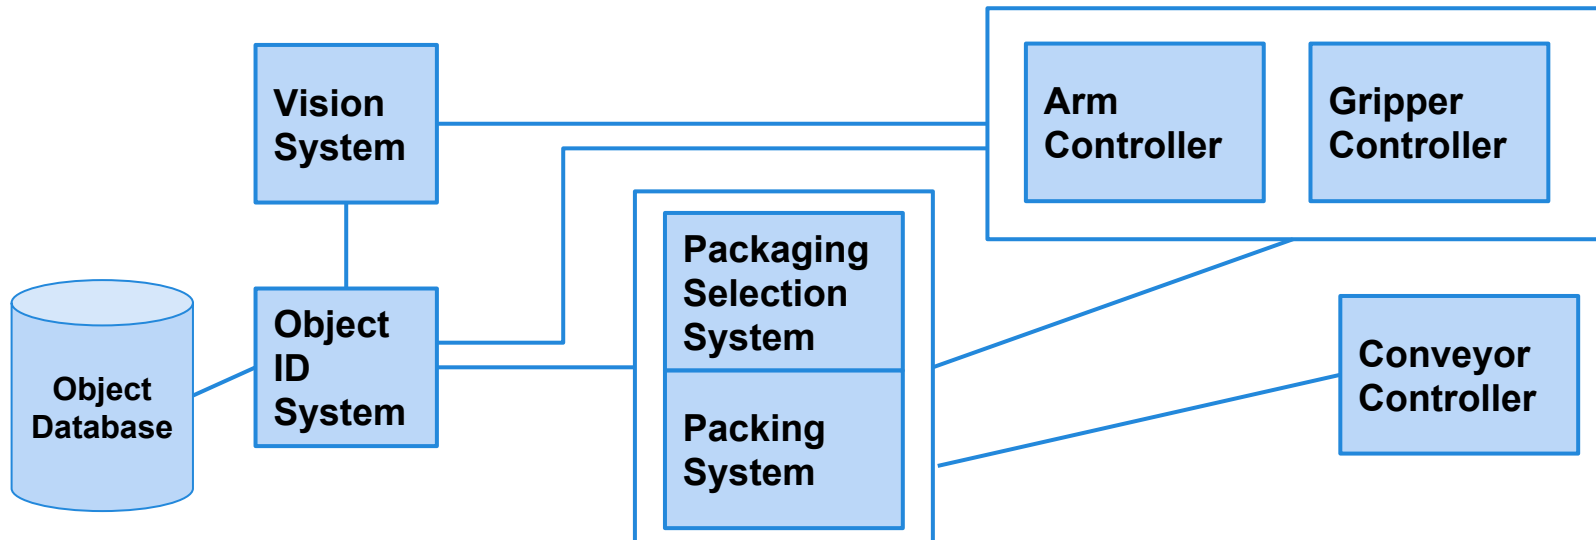 Vision
System
Arm
Controller
Gripper
Controller
Packaging
Selection
System
Object
ID
System
Conveyor
Controller
Object
Database
Packing
System